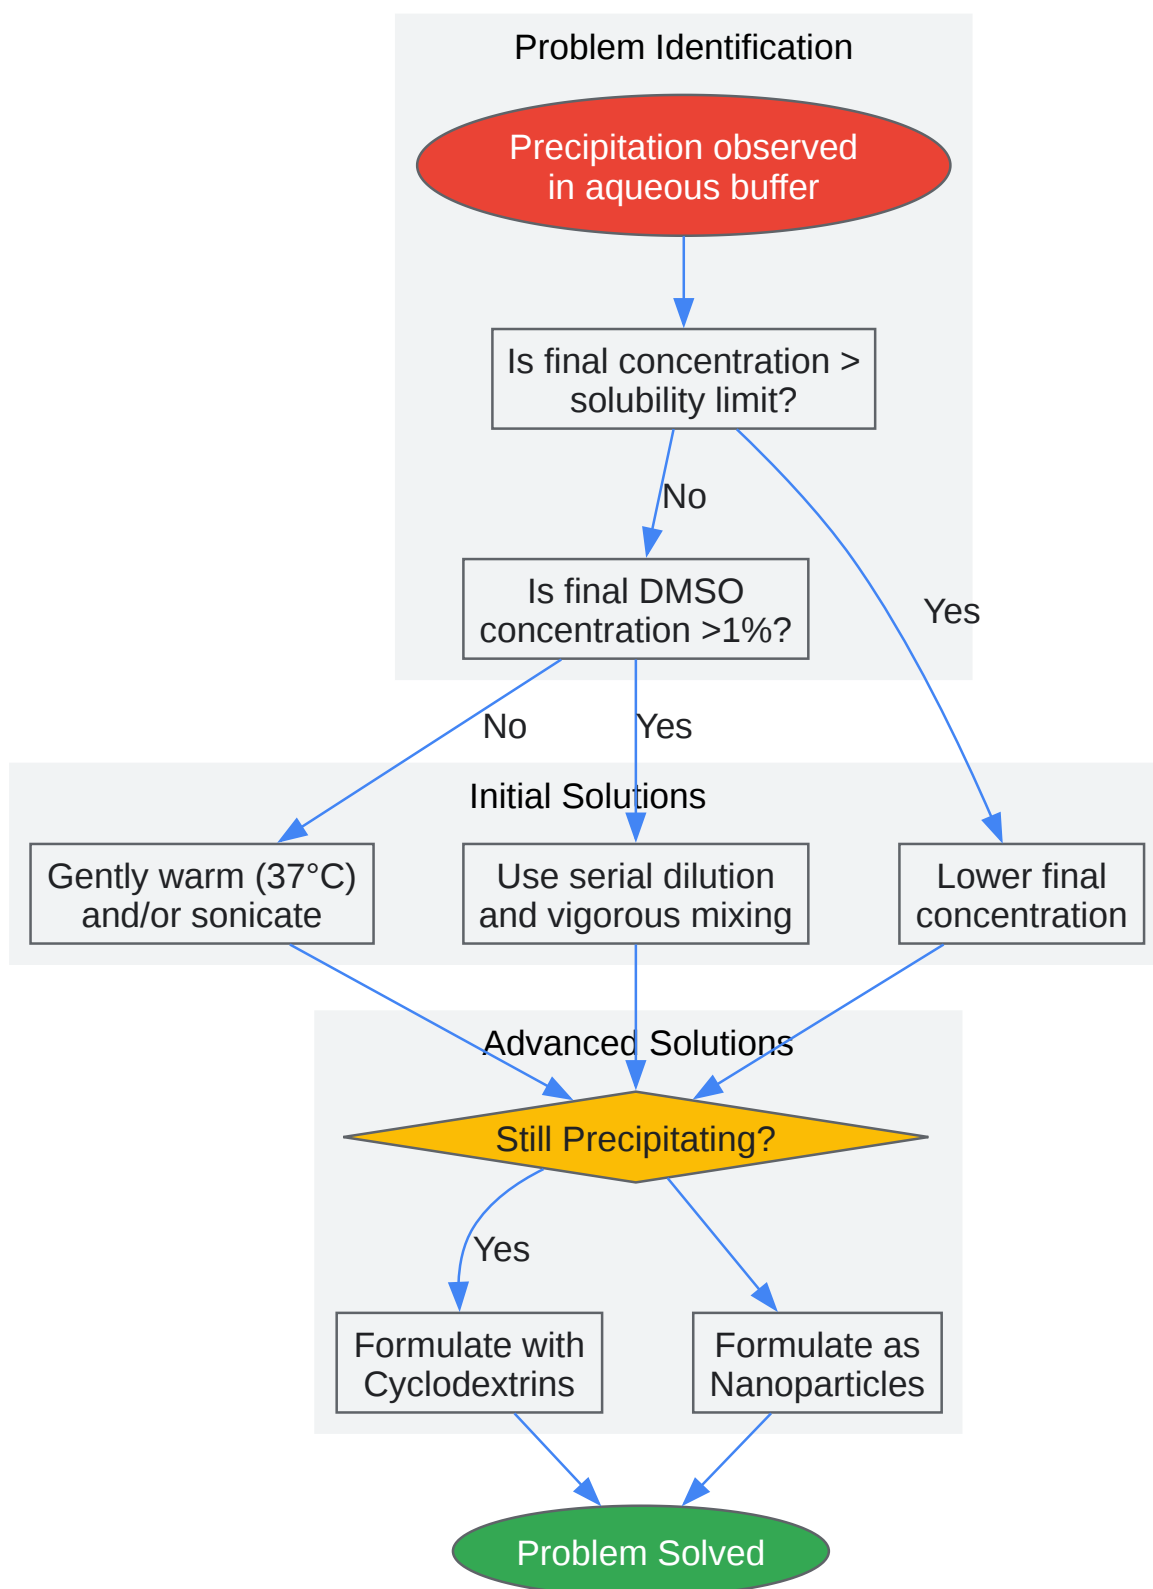 Problem Identification
Precipitation observed
in aqueous buffer
Is final concentration >
solubility limit?
No
Yes
Is final DMSO
concentration >1%?
No
Yes
Initial Solutions
Gently warm (37°C)
and/or sonicate
Use serial dilution
and vigorous mixing
Lower final
concentration
Advanced Solutions
Still Precipitating?
Yes
Formulate with
Cyclodextrins
Formulate as
Nanoparticles
Problem Solved